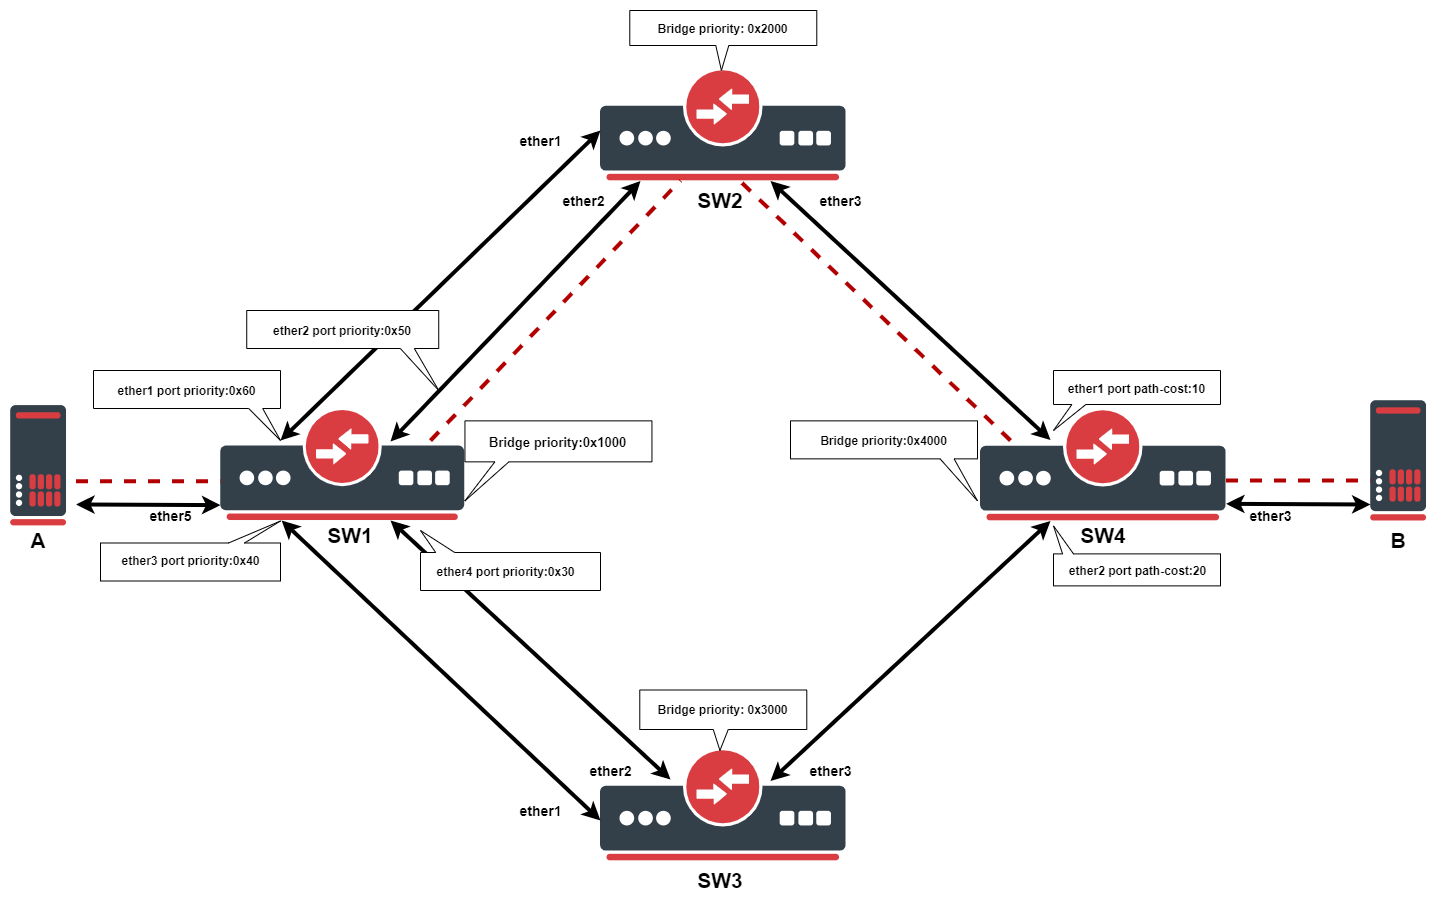 Bridge priority: 0x2000
ether1
ether2
SW2
ether3
ether2 port priority:0x50
ether1 port priority:0x60
ether1 port path-cost:10
Bridge priority:0x1000
Bridge priority:0x4000
ether5
ether3
A
SW1
SW4
B
ether3 port priority:0x40
ether4 port priority:0x30
ether2 port path-cost:20
Bridge priority: 0x3000
ether2
ether3
ether1
SW3